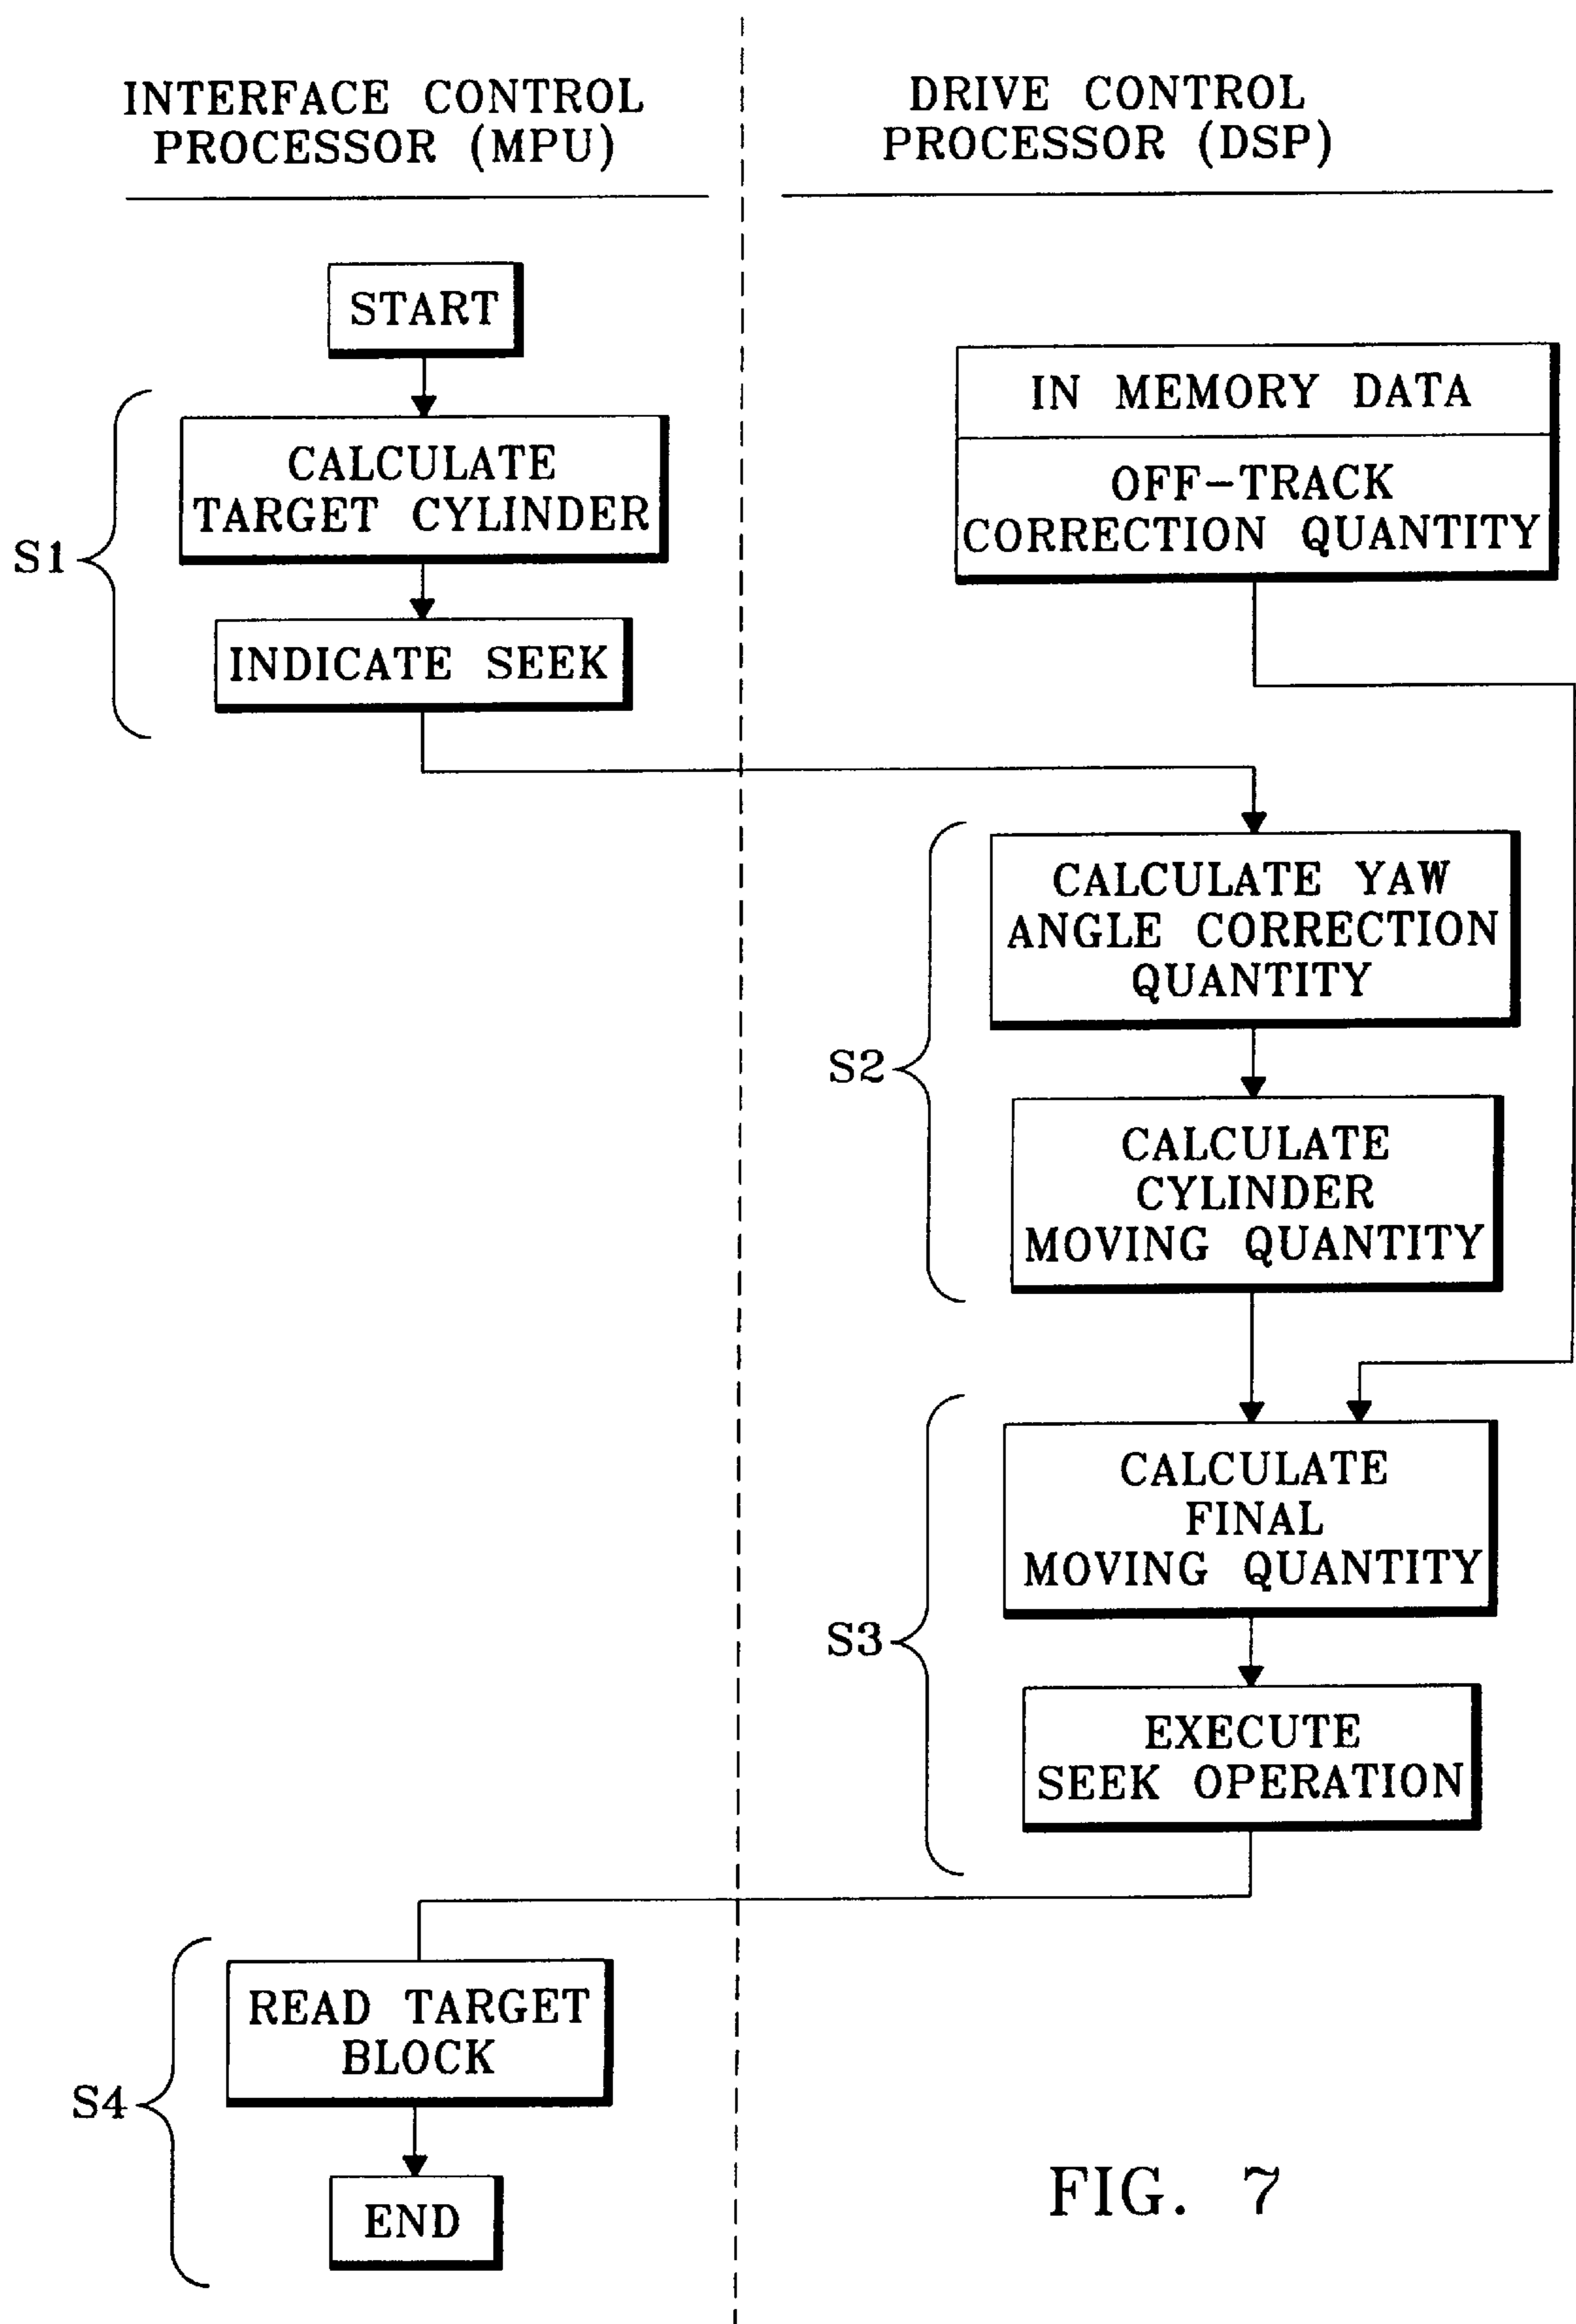 INTERFACE CONTROL
PROCESSOR (MPU)
DRIVE CONTROL
PROCESSOR (DSP)
START
IN MEMORY DATA
OFF-TRACK
CORRECTION QUANTITY
S1
CALCULATE
TARGET CYLINDER
INDICATE SEEK
S2
CALCULATE YAW
ANGLE CORRECTION
QUANTITY
CALCULATE
CYLINDER
MOVING QUANTITY
S3
CALCULATE
FINAL
MOVING QUANTITY
EXECUTE
SEEK OPERATION
S4
READ TARGET
BLOCK
END
FIG. 7